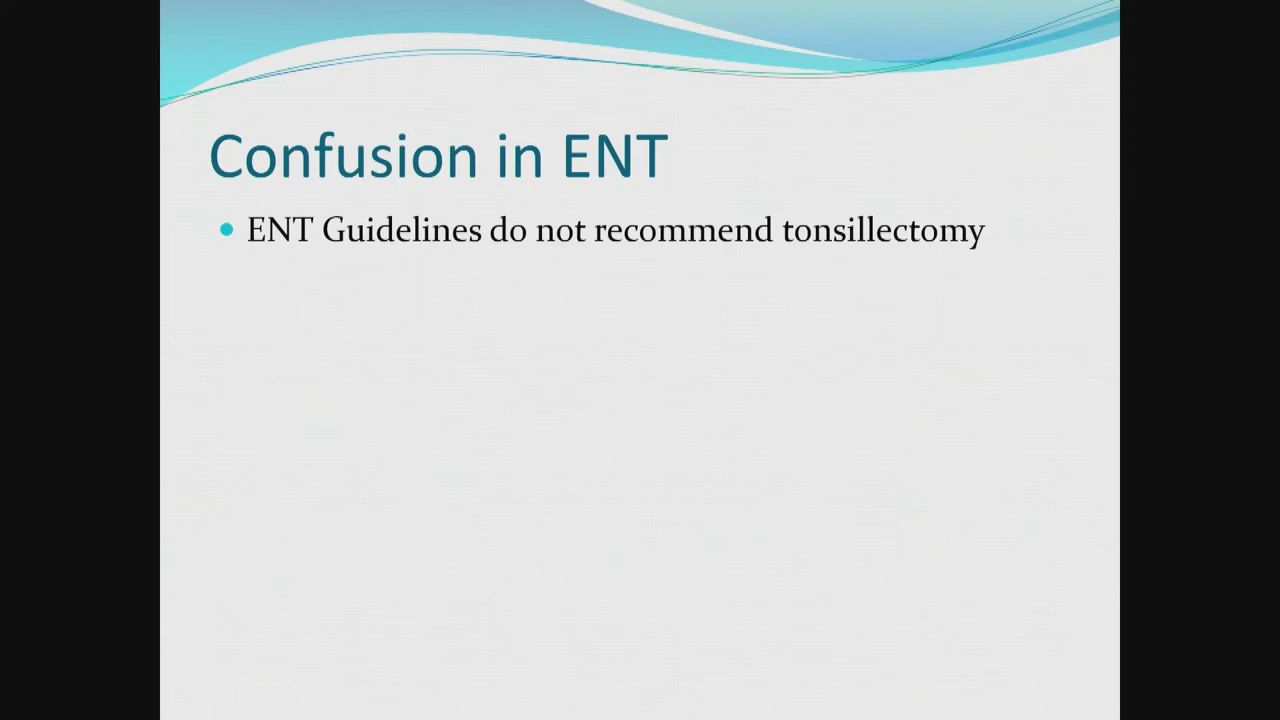 Confusion in ENT
• ENT Guidelines do not recommend tonsillectomy